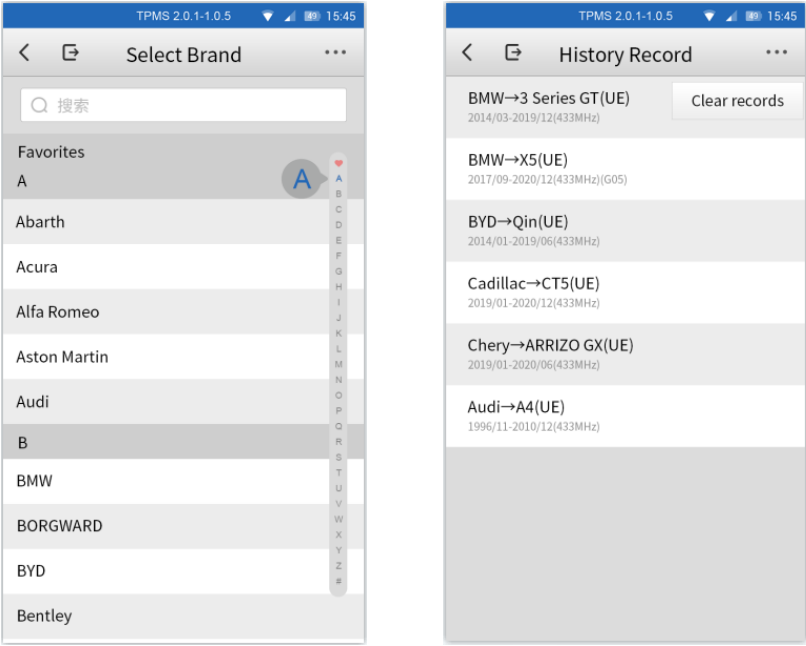 TPMS 2.0.1-1.0.5 49 15:45
Select Brand
搜索
Favorites
A
A
Abarth
Acura
Alfa Romeo
Aston Martin
Audi
B
BMW
BORGWARD
BYD
Bentley
A
B
C
D
E
F
G
H
I
J
K
L
M
N
O
P
Q
R
S
T
U
V
W
X
Y
Z
#
TPMS 2.0.1-1.0.5 49 15:45
History Record
Clear records
BMW→3 Series GT(UE)
2014/03-2019/12(433MHz)
BMW→X5(UE)
2017/09-2020/12(433MHz)(G05)
BYD→Qin(UE)
2014/01-2019/06(433MHz)
Cadillac→CT5(UE)
2019/01-2020/12(433MHz)
Chery→ARRIZO GX(UE)
2019/01-2020/06(433MHz)
Audi→A4(UE)
1996/11-2010/12(433MHz)